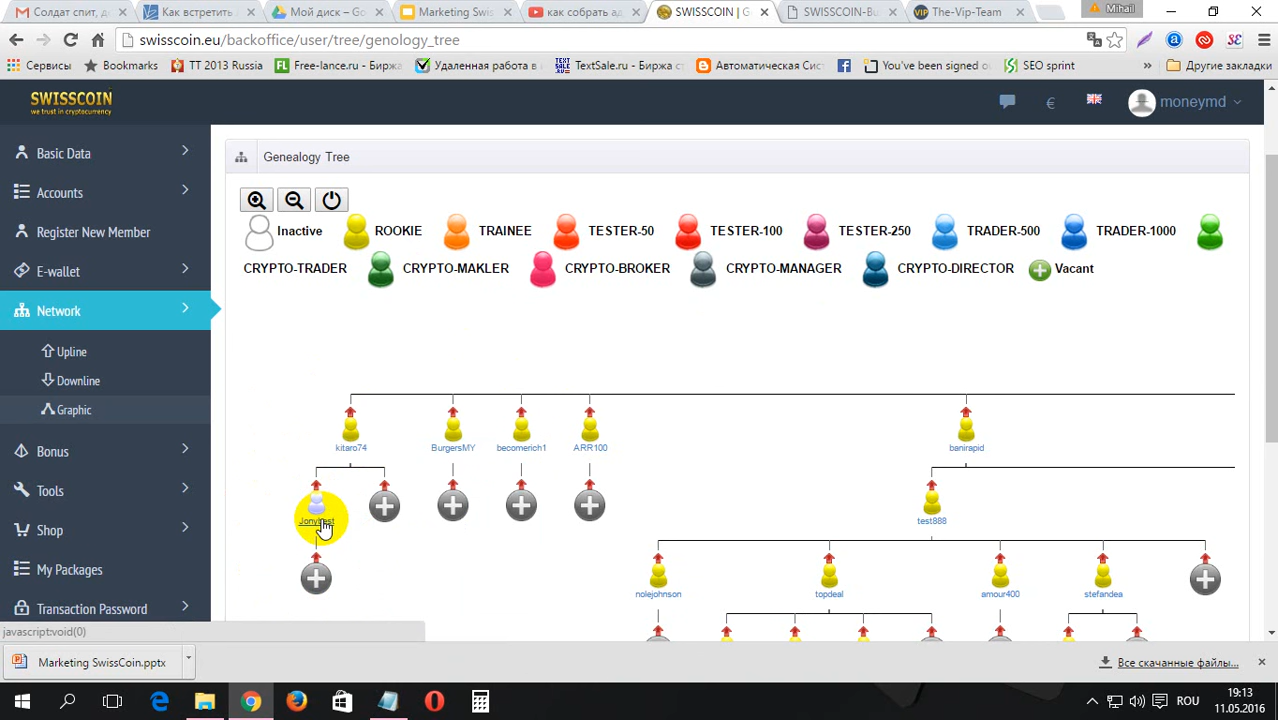 Солдат спит, д
Как встретить
Мой диск – Go
Marketing Swi
как собрать ад
SWISSCOIN | G
SWISSCOIN-Bu
The-Vip-Team
Mihail
swisscoin.eu/backoffice/user/tree/genology_tree
Сервисы
Bookmarks
TT 2013 Russia
Free-lance.ru - Бирж
Удаленная работа в
TextSale.ru - Биржа с
Автоматическая Сис
You've been signed o
SEO sprint
»
Другие закладки
SWISSCOIN
we trust in cryptocurrency
€
moneymd
Basic Data
Accounts
Register New Member
E-wallet
Network
Upline
Downline
Graphic
Bonus
Tools
Shop
My Packages
Transaction Password
Genealogy Tree
Inactive
ROOKIE
TRAINEE
TESTER-50
TESTER-100
TESTER-250
TRADER-500
TRADER-1000
CRYPTO-TRADER
CRYPTO-MAKLER
CRYPTO-BROKER
CRYPTO-MANAGER
CRYPTO-DIRECTOR
Vacant
kitaro74
BurgersMY
becomerich1
ARR100
banirapid
test888
nolejohnson
topdeal
amour400
stefandea
javascript:void(0)
Marketing SwissCoin.pptx
Все скачанные файлы...
ROU
19:13
11.05.2016